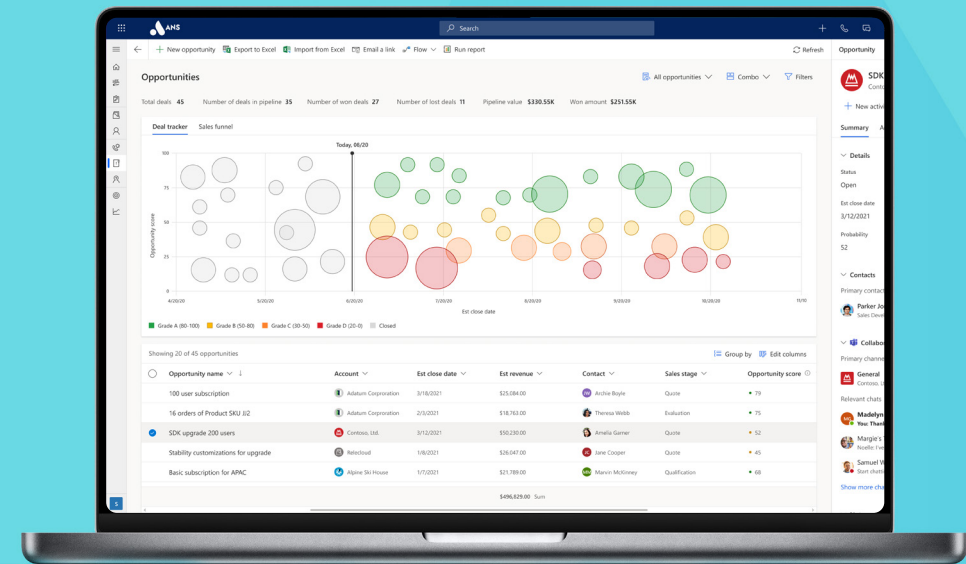 ANS
Search
New opportunity Export to Excel Import from Excel Email a link Flow Run report Refresh Opportunity
Opportunities All opportunities Combo Filters SDK
Conto
Total deals 45 Number of deals in pipeline 35 Number of won deals 27 Number of lost deals 11 Pipeline value $330.55K Won amount $251.55K New activi
Deal tracker Sales funnel Summary A
Today, 08/20
100
75
50
25
0
Opportunity score
4/20/20 5/20/20 6/20/20 7/20/20 8/20/20 9/20/20 10/20/20 11/10
Est close date
Grade A (80-100) Grade B (50-80) Grade C (30-50) Grade D (20-0) Closed
Details
Status
Open
Est close date
3/12/2021
Probability
52
Contacts
Primary contact
Parker Jo
Sales Deve
Collabo
Primary channe
General
Contoso, L
Relevant chats
Madelyn
You: Thank
Margie's
Noelle: I've
Samuel W
Start chatti
Show more cha
Showing 20 of 45 opportunities Group by Edit columns
Opportunity name Account Est close date Est revenue Contact Sales stage Opportunity score
100 user subscription Adatum Corporation 3/18/2021 $25,084.00 AW Archie Boyle Quote 79
16 orders of Product SKU JJ2 Adatum Corporation 2/3/2021 $18,763.00 Theresa Webb Evaluation 75
SDK upgrade 200 users Contoso, Ltd. 3/12/2021 $50,230.00 Amelia Garner Quote 52
Stability customizations for upgrade Relecloud 1/8/2021 $26,047.00 JC Jane Cooper Quote 45
Basic subscription for APAC Alpine Ski House 1/7/2021 $21,789.00 MM Marvin McKinney Qualification 68
$496,829.00 Sum
S